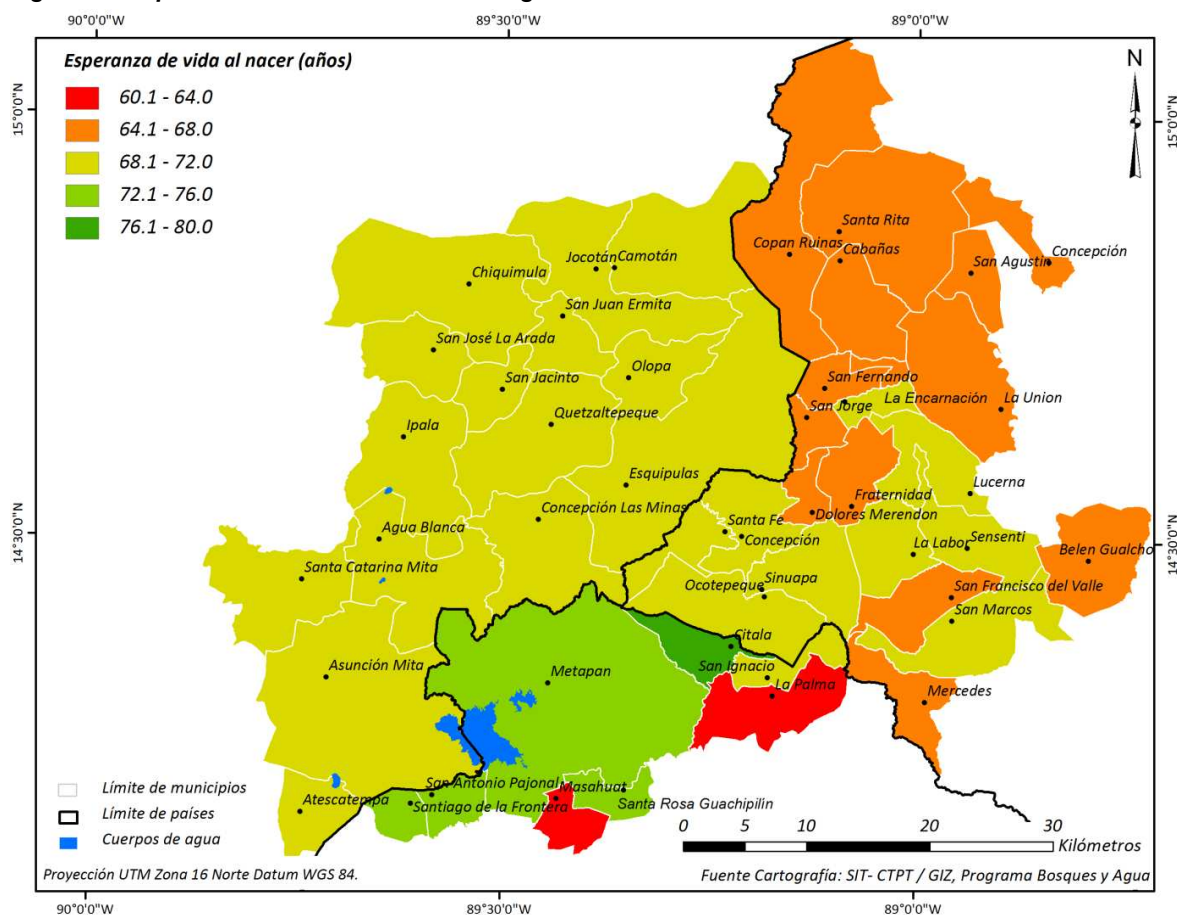 90°0'0"W
89°30'0"W
89°0'0"W
Esperanza de vida al nacer (años)
60.1 - 64.0
64.1 - 68.0
68.1 - 72.0
72.1 - 76.0
76.1 - 80.0
N
15°0'0"N
15°0'0"N
Santa Rita
Copan Ruinas
Cabañas
San Agustin
Concepción
Jocotán
Camotán
Chiquimula
San Juan Ermita
San José La Arada
San Jacinto
Olopa
San Fernando
La Encarnación
La Union
San Jorge
Quetzaltepeque
Ipala
Esquipulas
Lucerna
Fraternidad
Concepción Las Minas
Dolores Merendon
Agua Blanca
Santa Fe
Concepción
La Labor
Sensenti
Belen Gualcho
14°30'0"N
14°30'0"N
Santa Catarina Mita
Ocotepeque
Sinuapa
San Francisco del Valle
San Marcos
Citala
San Ignacio
Asunción Mita
Metapan
La Palma
Mercedes
San Antonio Pajonal
Masahuat
Atescatempa
Santiago de la Frontera
Santa Rosa Guachipilin
Límite de municipios
Límite de países
Cuerpos de agua
0 5 10 20 30
Kilómetros
Proyección UTM Zona 16 Norte Datum WGS 84.
Fuente Cartografía: SIT- CTPT / GIZ, Programa Bosques y Agua
90°0'0"W
89°30'0"W
89°0'0"W